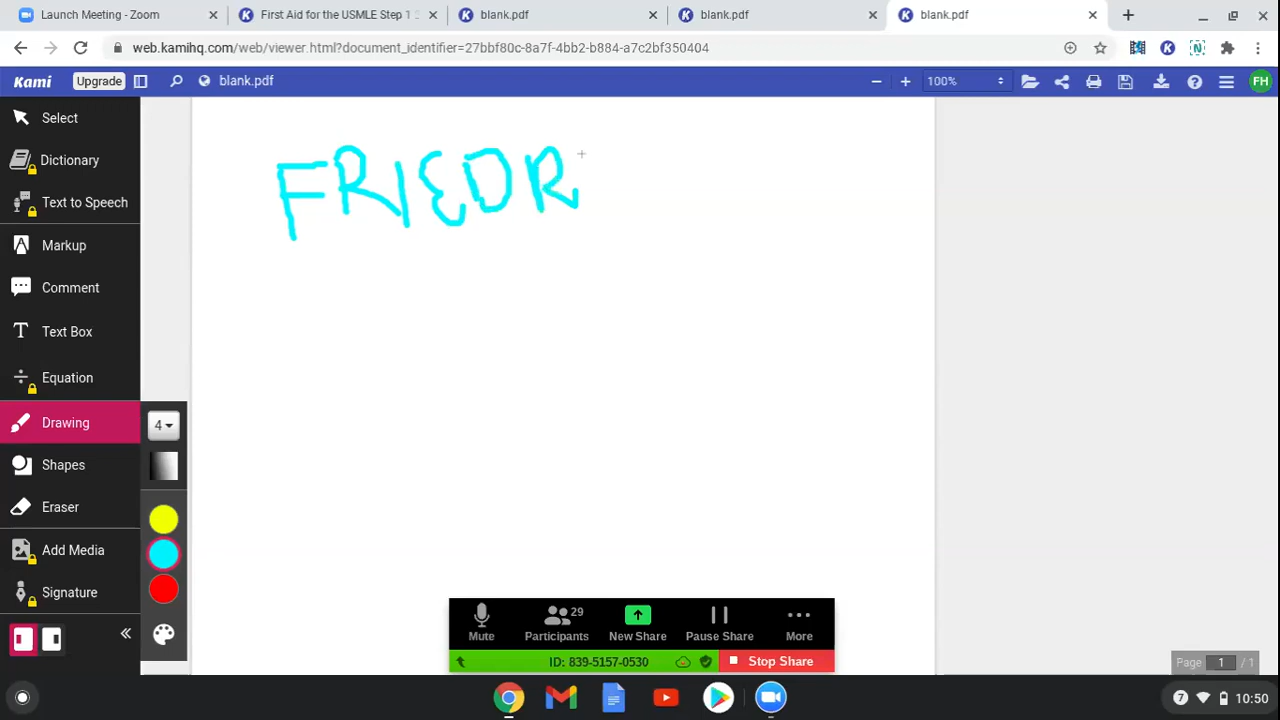 Launch Meeting - Zoom
First Aid for the USMLE Step 1
blank.pdf
blank.pdf
blank.pdf
web.kamihq.com/web/viewer.html?document_identifier=27bbf80c-8a7f-4bb2-b884-a7c2bf350404
Kami Upgrade blank.pdf 100% FH
Select
Dictionary
Text to Speech
Markup
Comment
Text Box
Equation
Drawing
4
Shapes
Eraser
Add Media
Signature
FRIEDR
29
Mute Participants New Share Pause Share More
ID: 839-5157-0530 Stop Share
Page 1 / 1
7 10:50